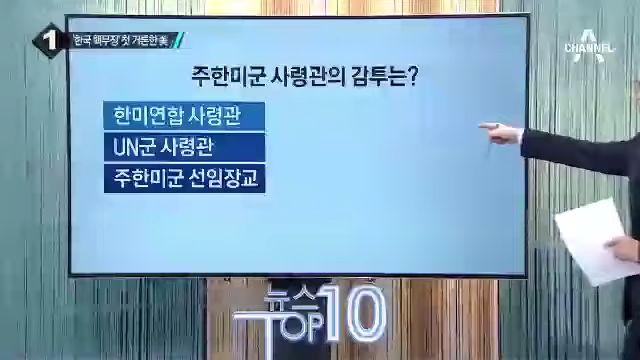 1 '한국 핵무장' 첫 거론한 美
CHANNEL A
주한미군 사령관의 감투는?
한미연합 사령관
UN군 사령관
주한미군 선임장교
뉴스
TOP10